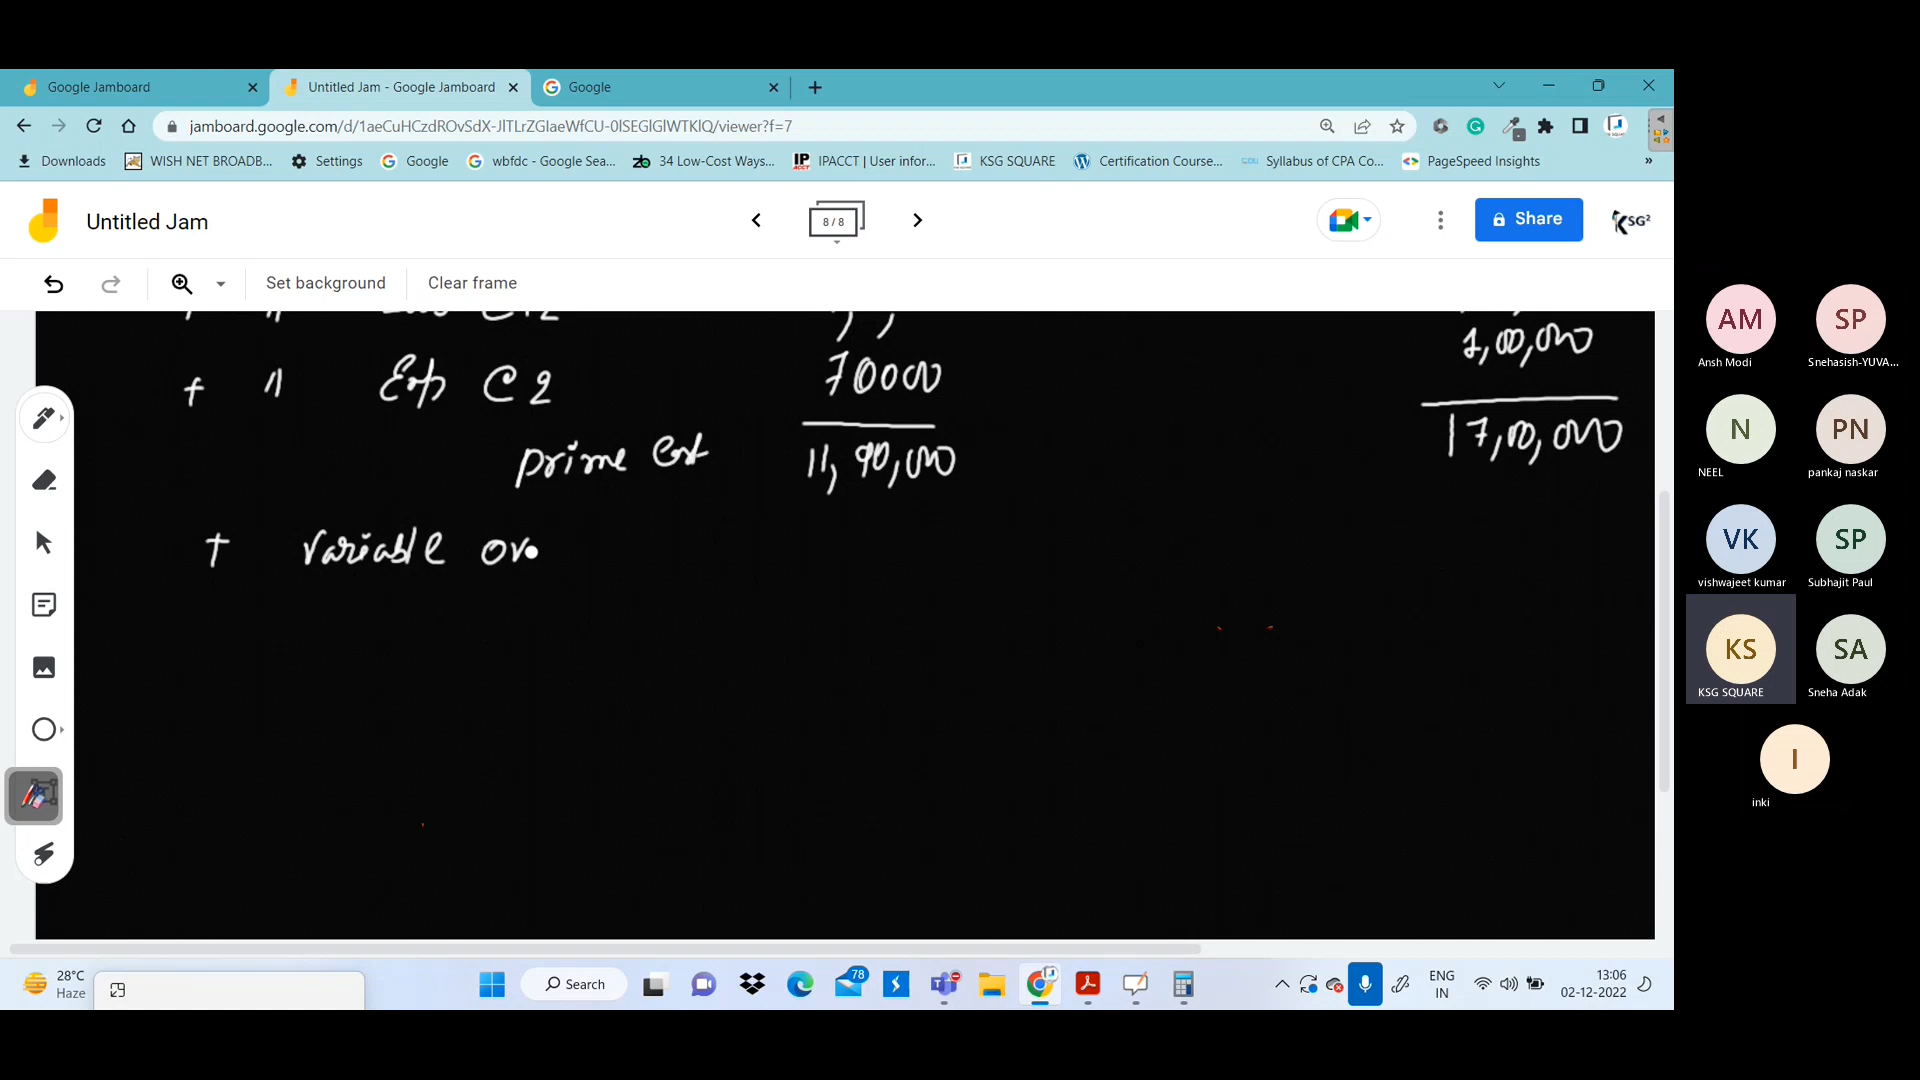 Google Jamboard
Untitled Jam - Google Jamboard
Google
jamboard.google.com/d/1aeCuHCzdROvSdX-JlTLrZGIaeWfCU-0lSEGlGlWTKlQ/viewer?f=7
Downloads
WISH NET BROADB...
Settings
Google
wbfdc - Google Sea...
34 Low-Cost Ways...
IPACCT | User infor...
KSG SQUARE
Certification Course...
Syllabus of CPA Co...
PageSpeed Insights
»
Untitled Jam
8 / 8
Share
KSG²
Set background
Clear frame
1,00,000
+ " Exp @ 2 70000
17,00,000
prime Cost 11,90,000
+ variable ov
AM
Ansh Modi
SP
Snehasish-YUVA...
N
NEEL
PN
pankaj naskar
VK
vishwajeet kumar
SP
Subhajit Paul
KS
KSG SQUARE
SA
Sneha Adak
I
inki
28°C
Haze
Search
78
ENG
IN
13:06
02-12-2022